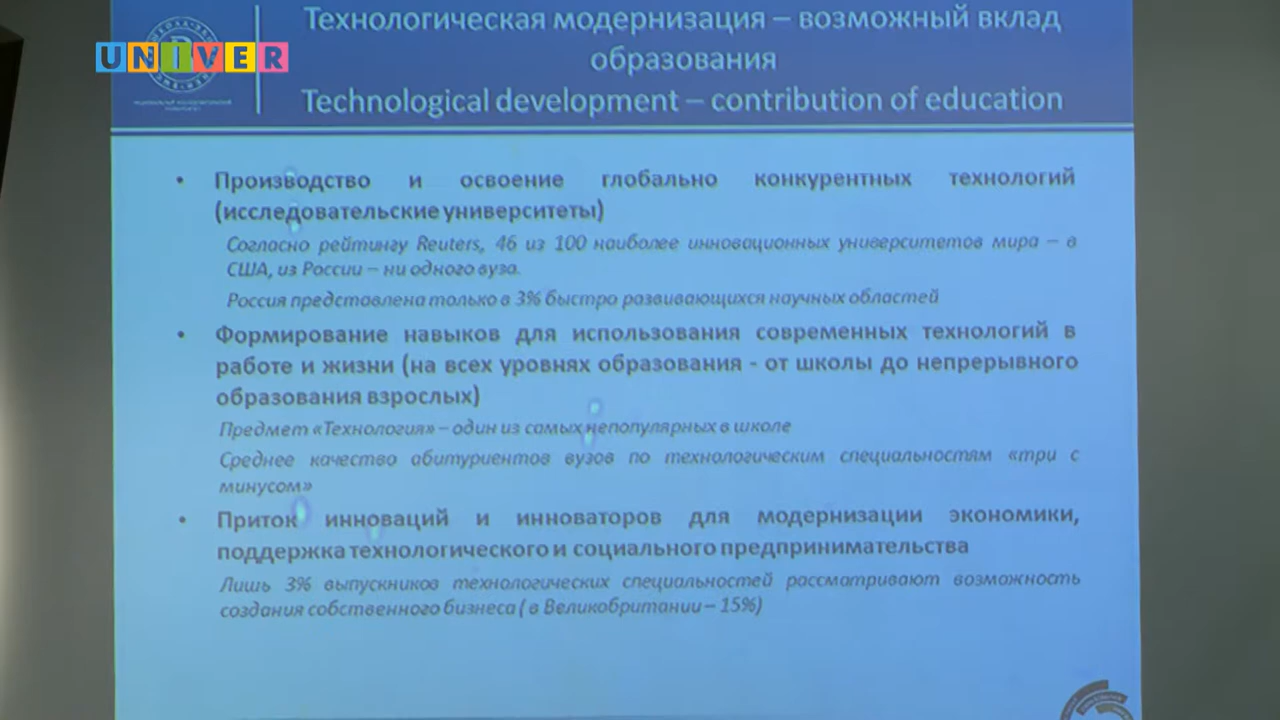 UNIVER
Технологическая модернизация – возможный вклад
образования
Technological development – contribution of education
• Производство и освоение глобально конкурентных технологий
(исследовательские университеты)
Согласно рейтингу Reuters, 46 из 100 наиболее инновационных университетов мира – в
США, из России – ни одного вуза.
Россия представлена только в 3% быстро развивающихся научных областей
• Формирование навыков для использования современных технологий в
работе и жизни (на всех уровнях образования - от школы до непрерывного
образования взрослых)
Предмет «Технология» – один из самых непопулярных в школе
Среднее качество абитуриентов вузов по технологическим специальностям «три с
минусом»
• Приток инноваций и инноваторов для модернизации экономики,
поддержка технологического и социального предпринимательства
Лишь 3% выпускников технологических специальностей рассматривают возможность
создания собственного бизнеса ( в Великобритании – 15%)